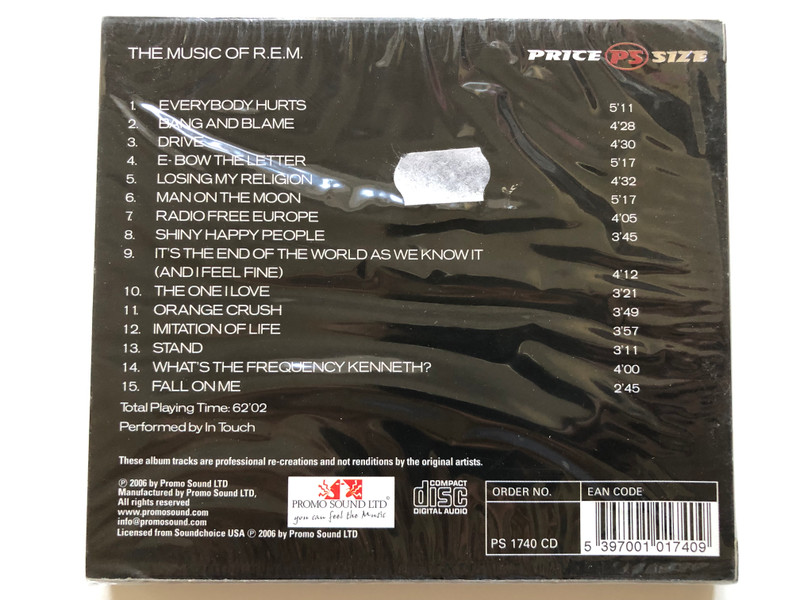 THE MUSIC OF R.E.M.
PRICE PS SIZE
1. EVERYBODY HURTS 5'11
2. BANG AND BLAME 4'28
3. DRIVE 4'30
4. E- BOW THE LETTER 5'17
5. LOSING MY RELIGION 4'32
6. MAN ON THE MOON 5'17
7. RADIO FREE EUROPE 4'05
8. SHINY HAPPY PEOPLE 3'45
9. IT'S THE END OF THE WORLD AS WE KNOW IT
(AND I FEEL FINE) 4'12
10. THE ONE I LOVE 3'21
11. ORANGE CRUSH 3'49
12. IMITATION OF LIFE 3'57
13. STAND 3'11
14. WHAT'S THE FREQUENCY KENNETH? 4'00
15. FALL ON ME 2'45
Total Playing Time: 62'02
Performed by In Touch
These album tracks are professional re-creations and not renditions by the original artists.
℗ 2006 by Promo Sound LTD
Manufactured by Promo Sound LTD,
All rights reserved
www.promosound.com
info@promosound.com
Licensed from Soundchoice USA ℗ 2006 by Promo Sound LTD
PROMO SOUND LTD®
you can feel the Music
COMPACT
disc
DIGITAL AUDIO
ORDER NO.
PS 1740 CD
EAN CODE
5 397001 017409